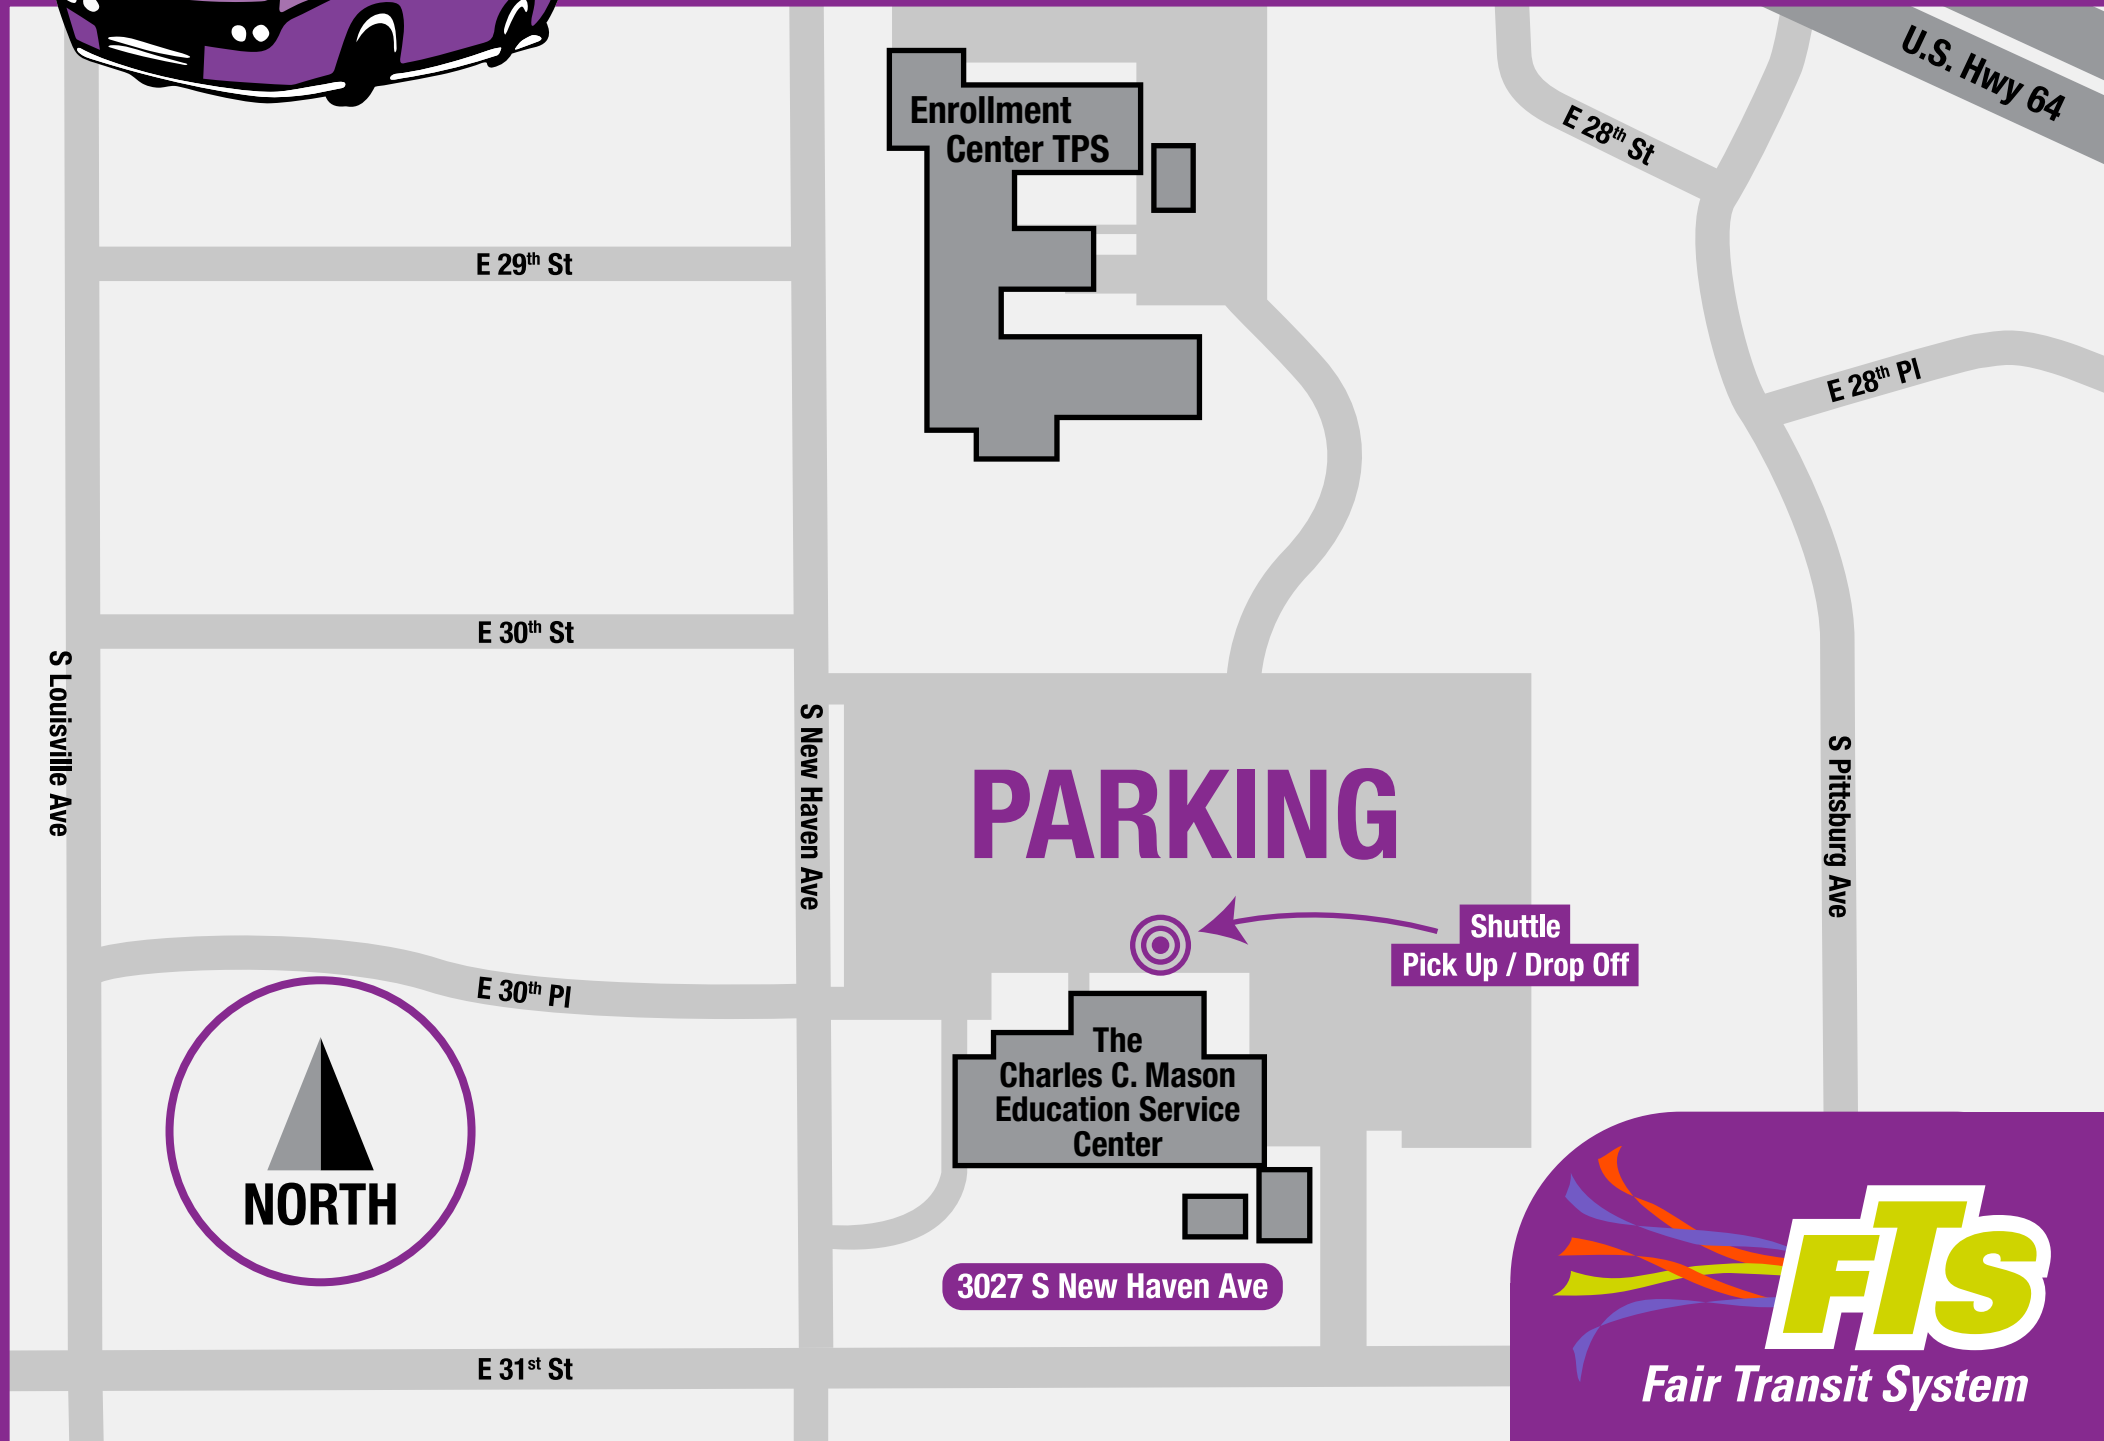 U.S. Hwy 64
Enrollment
Center TPS
E 28th St
E 29th St
E 28th Pl
E 30th St
S Louisville Ave
S New Haven Ave
S Pittsburg Ave
PARKING
Shuttle
Pick Up / Drop Off
E 30th Pl
The
Charles C. Mason
Education Service
Center
NORTH
3027 S New Haven Ave
E 31st St
FTS
Fair Transit System